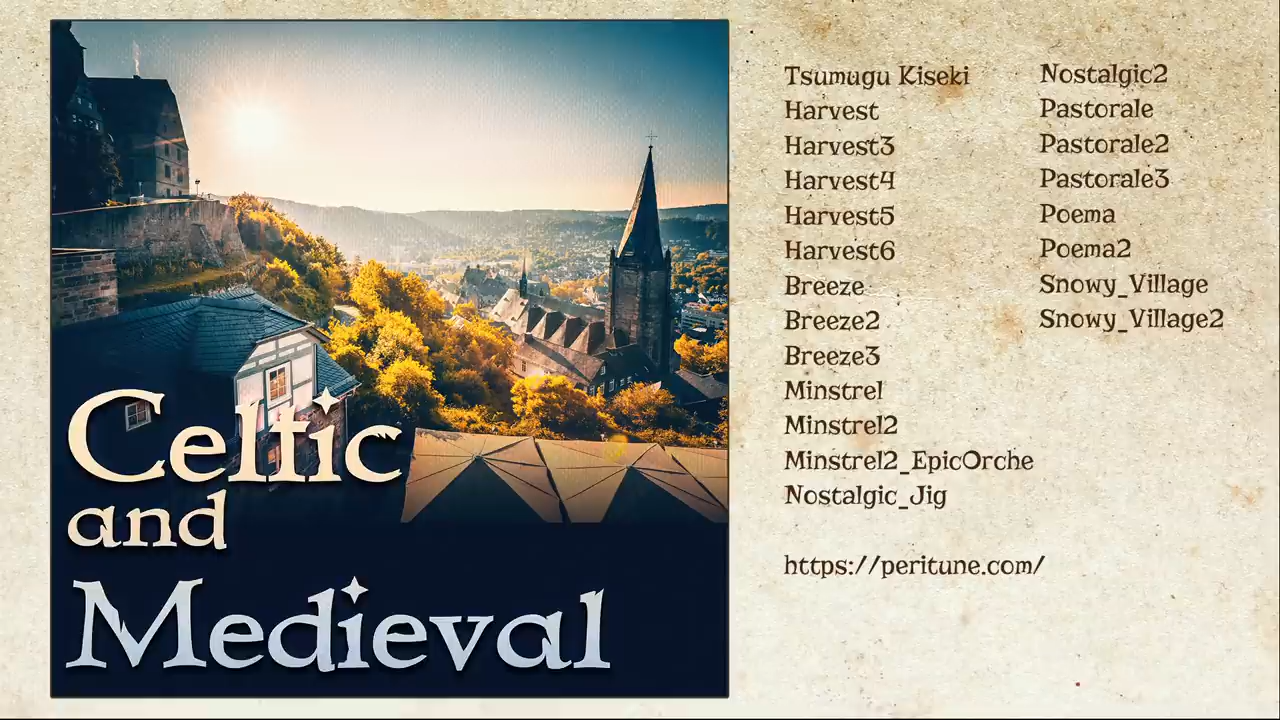 Celtic
and
Medieval
Tsumugu Kiseki
Harvest
Harvest3
Harvest4
Harvest5
Harvest6
Breeze
Breeze2
Breeze3
Minstrel
Minstrel2
Minstrel2_EpicOrche
Nostalgic_Jig
Nostalgic2
Pastorale
Pastorale2
Pastorale3
Poema
Poema2
Snowy_Village
Snowy_Village2
https://peritune.com/